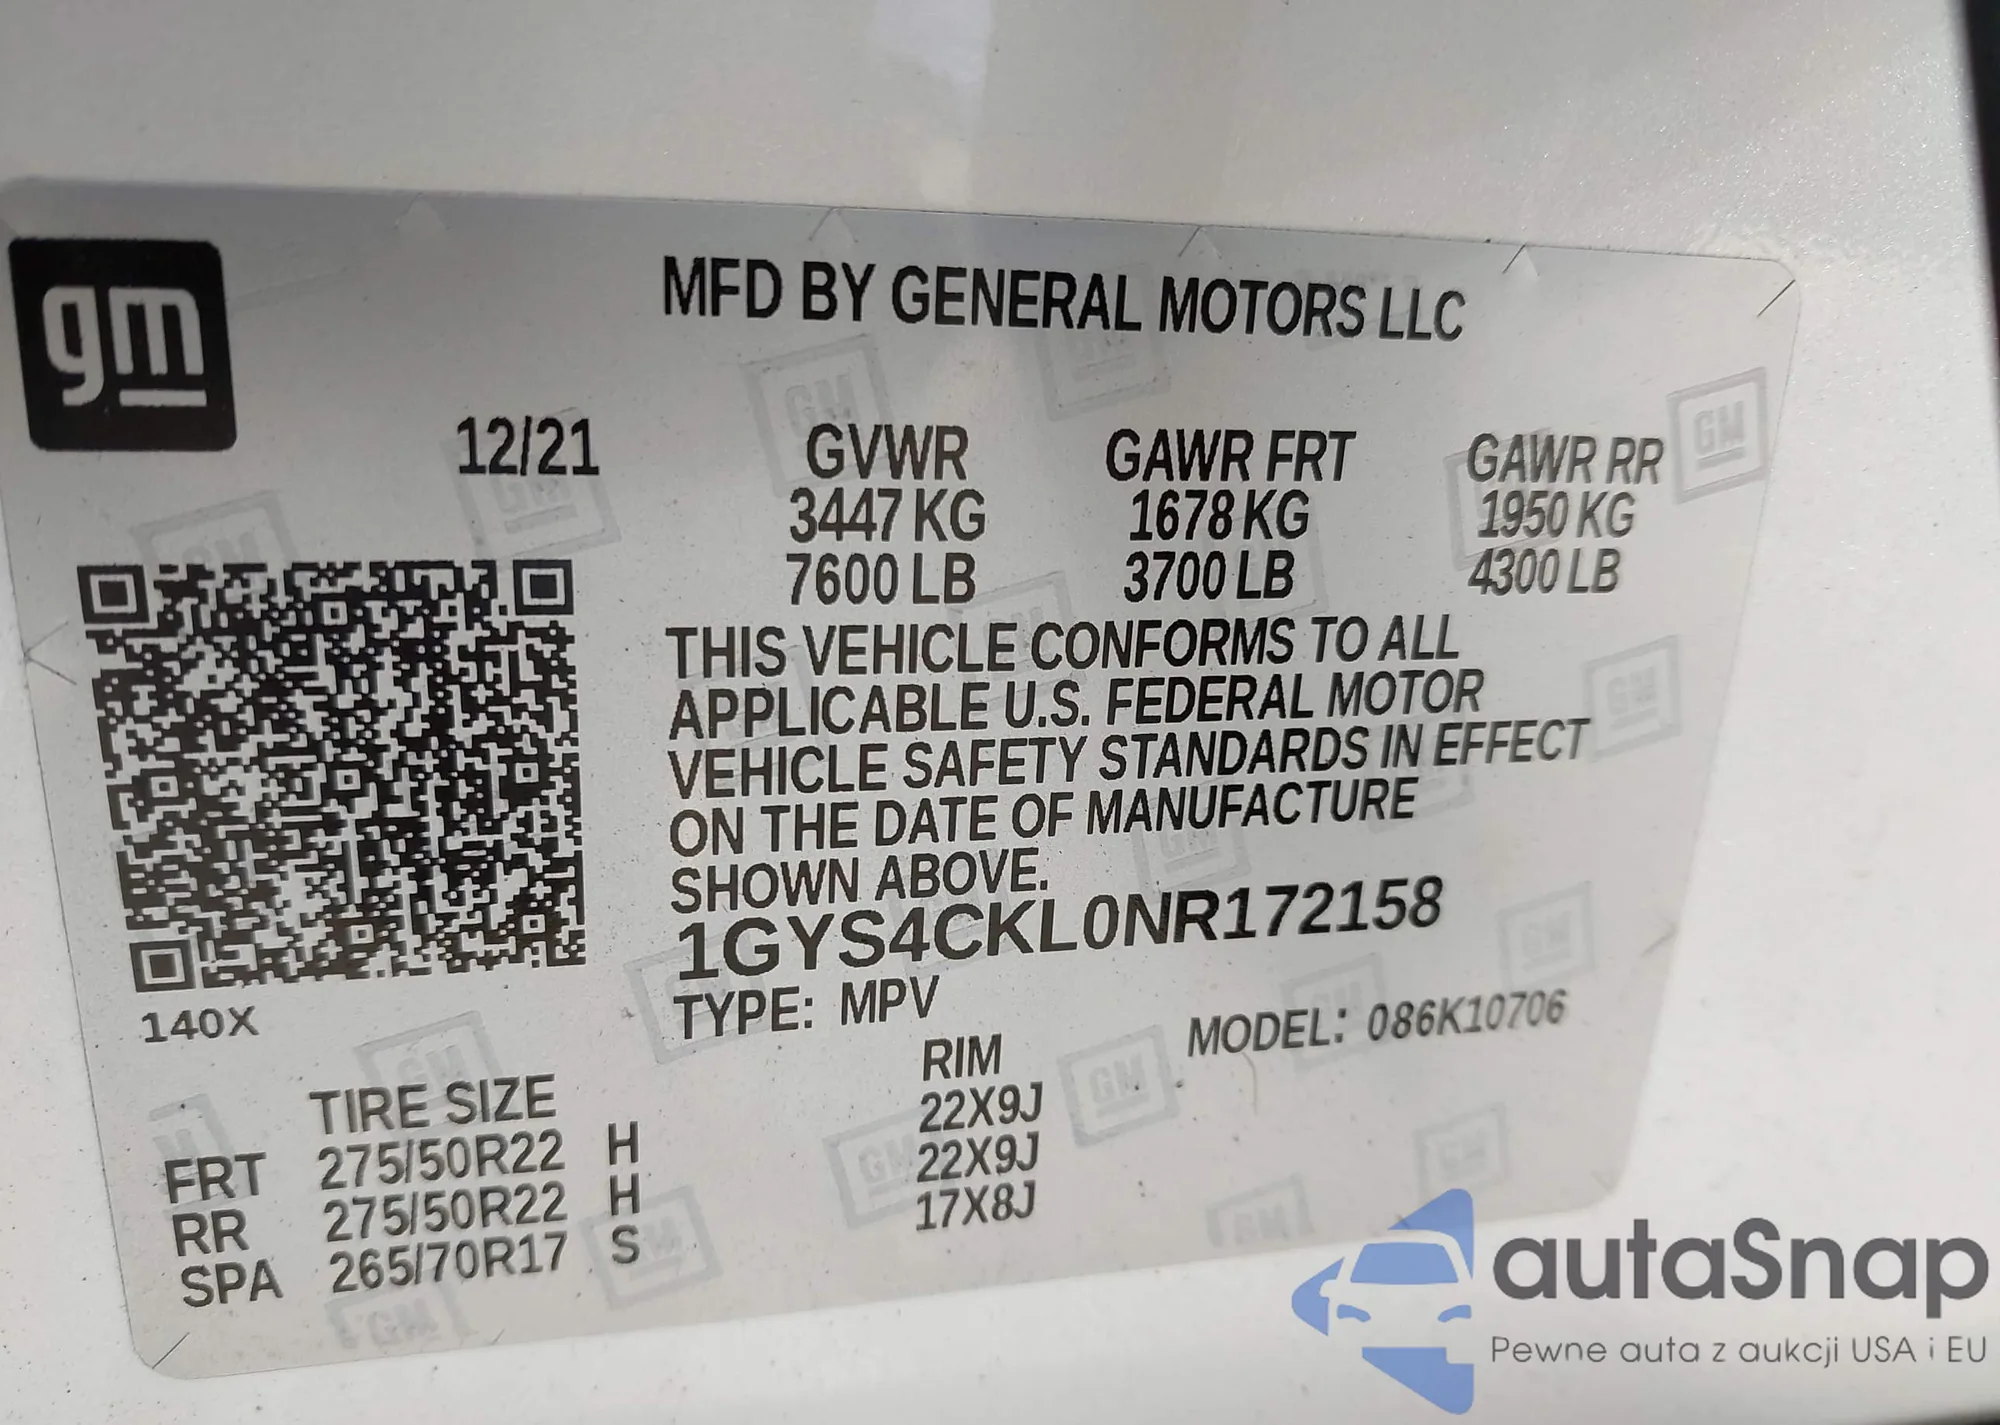 gm
MFD BY GENERAL MOTORS LLC
12/21 GVWR GAWR FRT GAWR RR
3447 KG 1678 KG 1950 KG
7600 LB 3700 LB 4300 LB
THIS VEHICLE CONFORMS TO ALL
APPLICABLE U.S. FEDERAL MOTOR
VEHICLE SAFETY STANDARDS IN EFFECT
ON THE DATE OF MANUFACTURE
SHOWN ABOVE.
1GYS4CKL0NR172158
TYPE: MPV MODEL: 086K10706
140X
TIRE SIZE RIM
FRT 275/50R22 H 22X9J
RR 275/50R22 H 22X9J
SPA 265/70R17 S 17X8J
autaSnap
Pewne auta z aukcji USA i EU